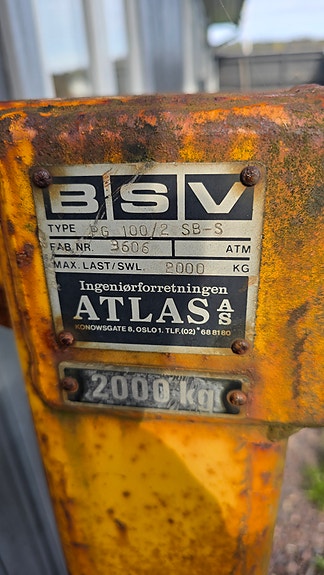 BSV
TYPE PG 100/2 SB-S
FAB.NR. 3606 ATM
MAX.LAST/SWL. 2000 KG
Ingeniørforretningen
ATLAS A/S
KONOWSGATE 8, OSLO 1. TLF.(02)*68 81 80
2000 kg